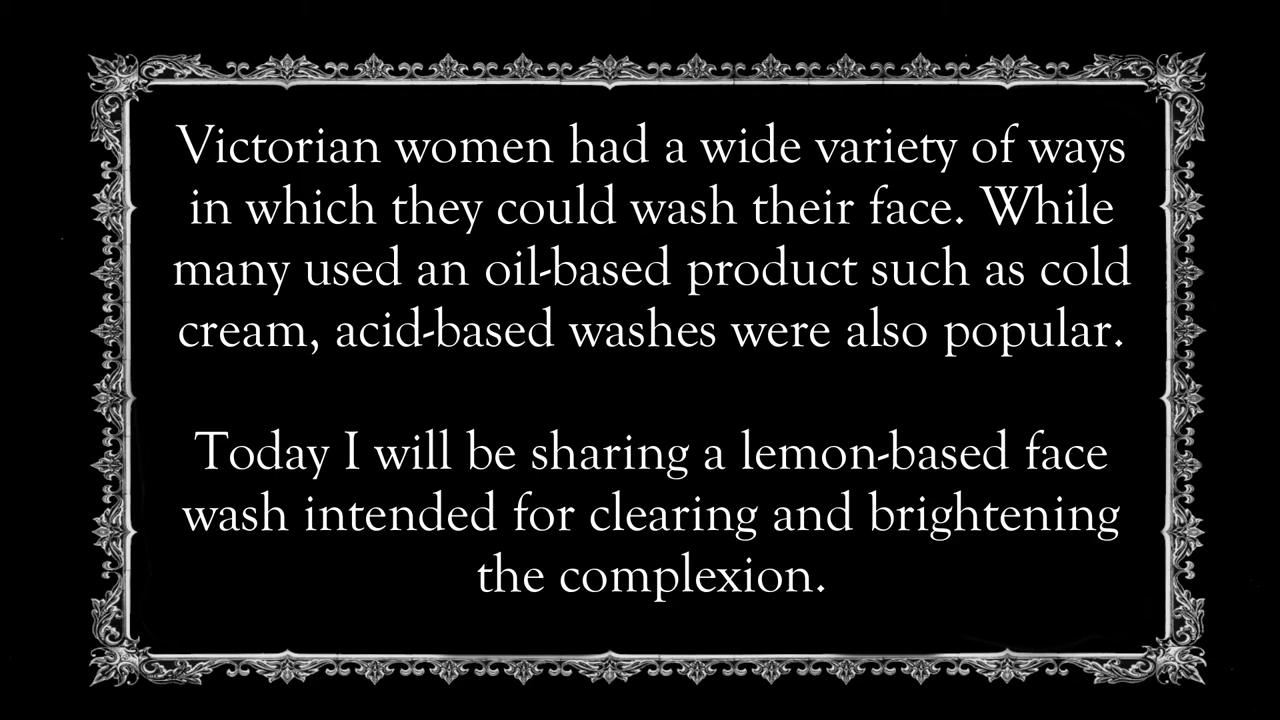 Victorian women had a wide variety of ways
in which they could wash their face. While
many used an oil-based product such as cold
cream, acid-based washes were also popular.
Today I will be sharing a lemon-based face
wash intended for clearing and brightening
the complexion.